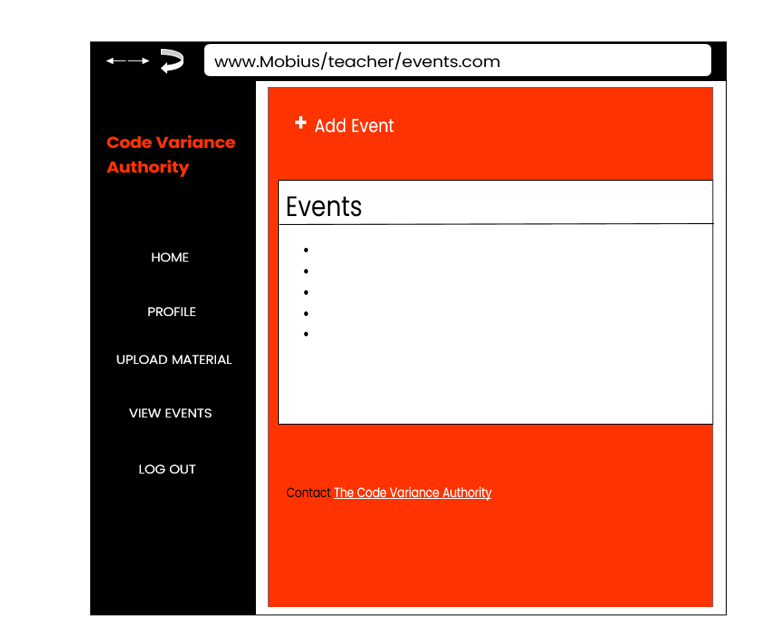 www.Mobius/teacher/events.com
Code Variance
Authority
HOME
PROFILE
UPLOAD MATERIAL
VIEW EVENTS
LOG OUT
+ Add Event
Events
•
•
•
•
•
Contact The Code Variance Authority